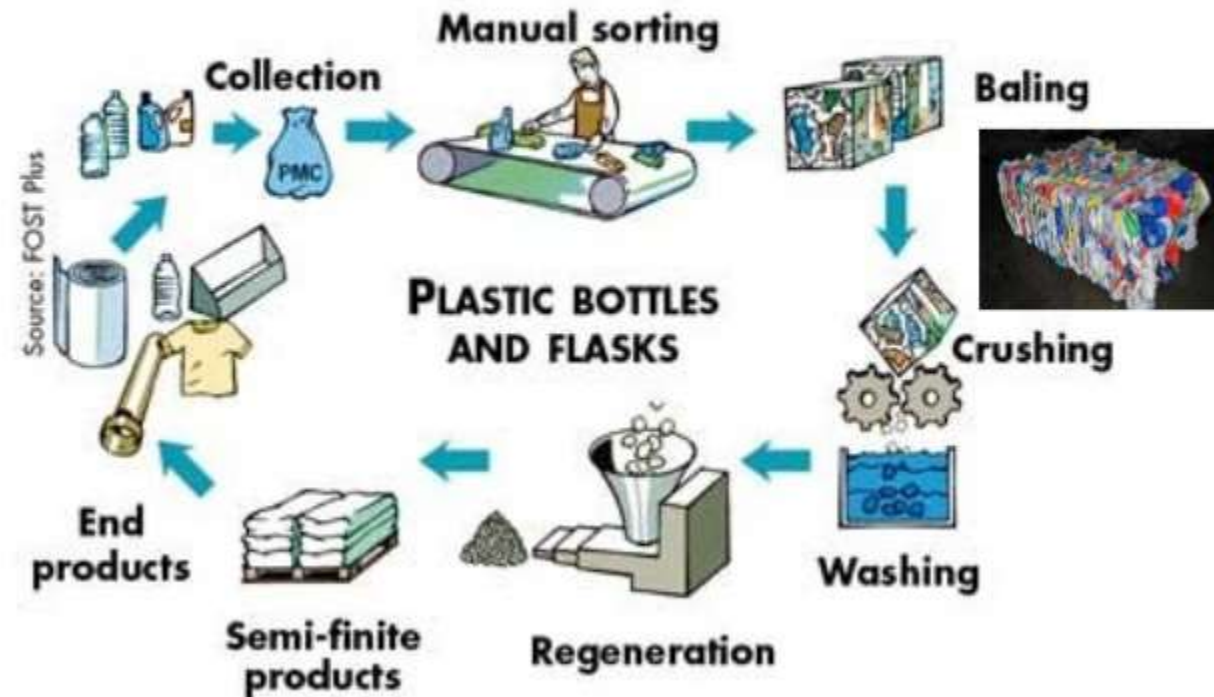 Manual sorting
Collection
Baling
PMC
Source: FOST Plus
PLASTIC BOTTLES
AND FLASKS
Crushing
End
products
Washing
Semi-finite
products
Regeneration